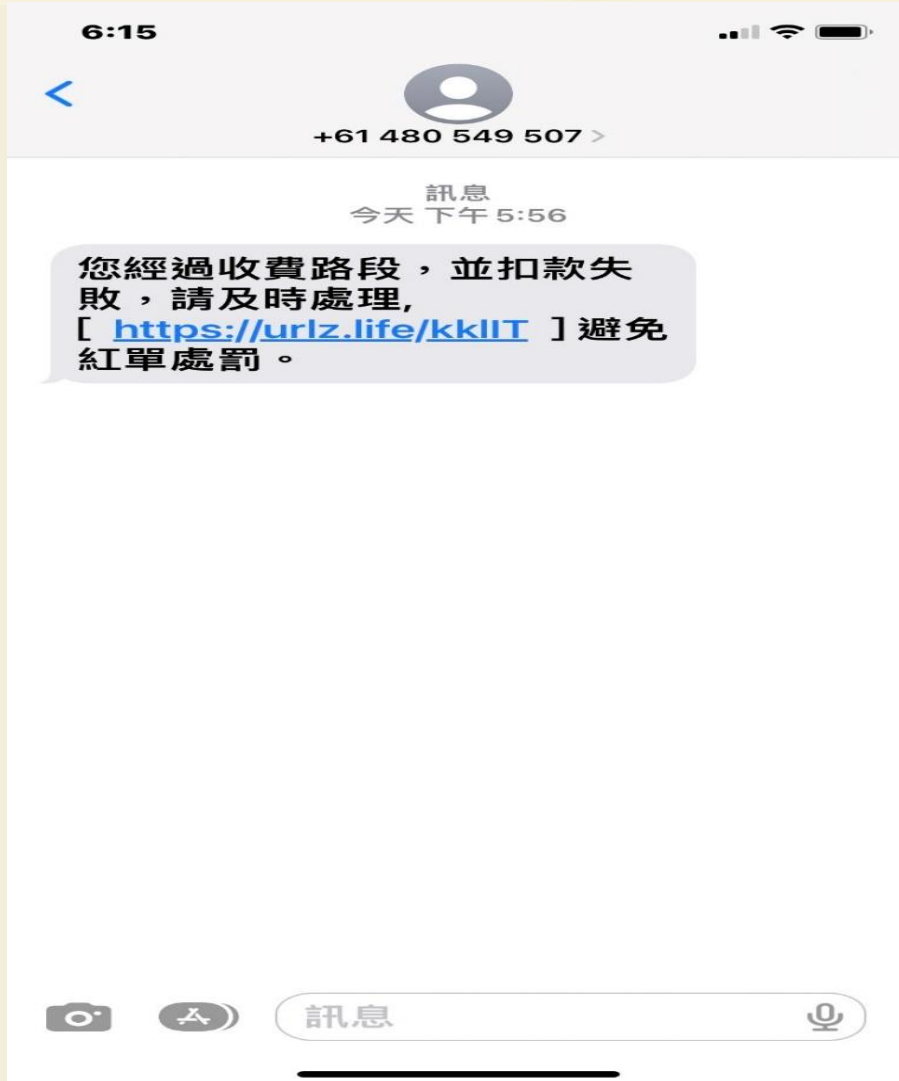 6:15
+61 480 549 507 >
訊息
今天 下午 5:56
您經過收費路段，並扣款失
敗，請及時處理,
[ https://urlz.life/kkllT ]避免
紅單處罰。
訊息